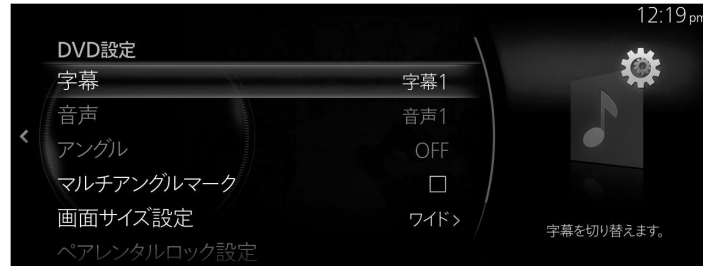 12:19 pm
DVD設定
字幕 字幕1
音声 音声1
アングル OFF
マルチアングルマーク
画面サイズ設定 ワイド
ペアレンタルロック設定
字幕を切り替えます。